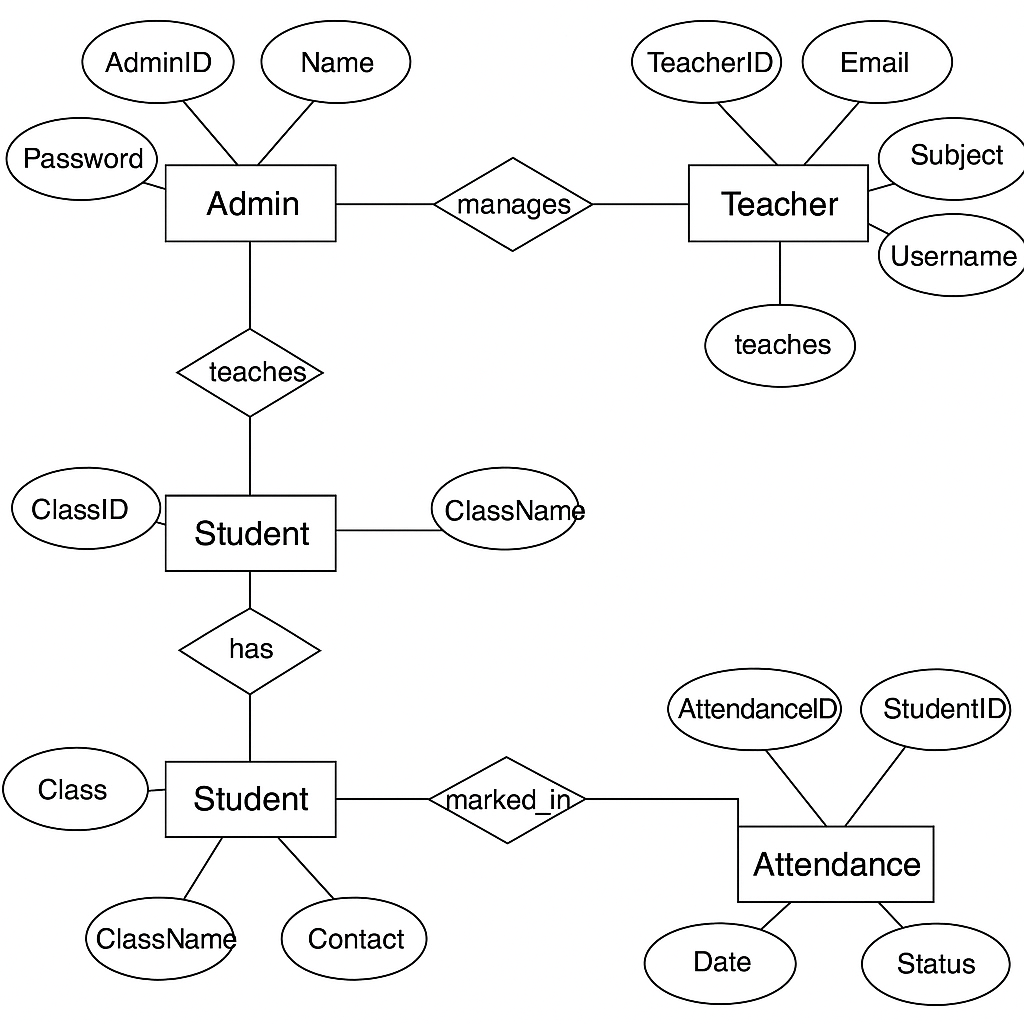 AdminID
Name
TeacherID
Email
Password
Subject
Admin
manages
Teacher
Username
teaches
teaches
ClassID
ClassName
Student
has
AttendanceID
StudentID
Class
Student
marked_in
Attendance
ClassName
Contact
Date
Status